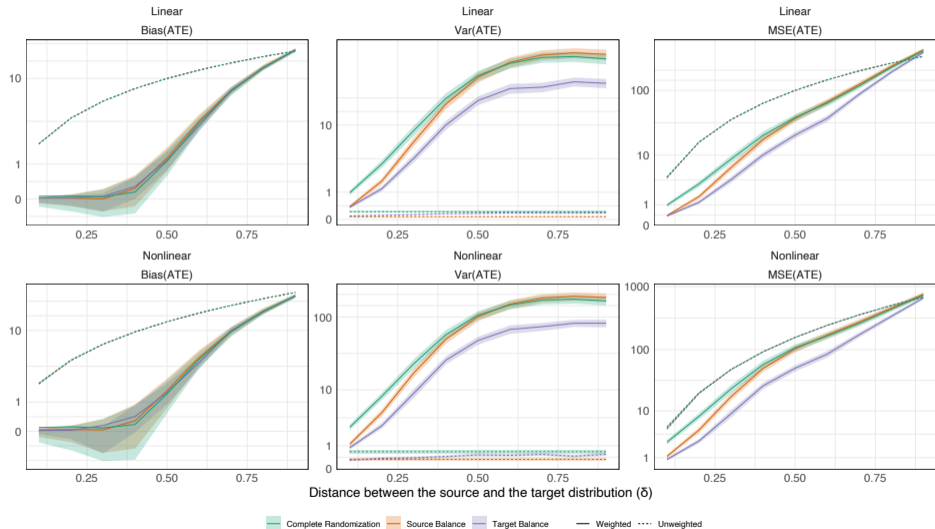 Linear
Linear
Linear
Bias(ATE)
Var(ATE)
MSE(ATE)
10
1
0
10
1
0
100
10
1
0
0.25 0.50 0.75
0.25 0.50 0.75
0.25 0.50 0.75
Nonlinear
Nonlinear
Nonlinear
Bias(ATE)
Var(ATE)
MSE(ATE)
10
1
0
100
10
1
0
1000
100
10
1
0.25 0.50 0.75
0.25 0.50 0.75
0.25 0.50 0.75
Distance between the source and the target distribution (δ)
Complete Randomization Source Balance Target Balance Weighted Unweighted